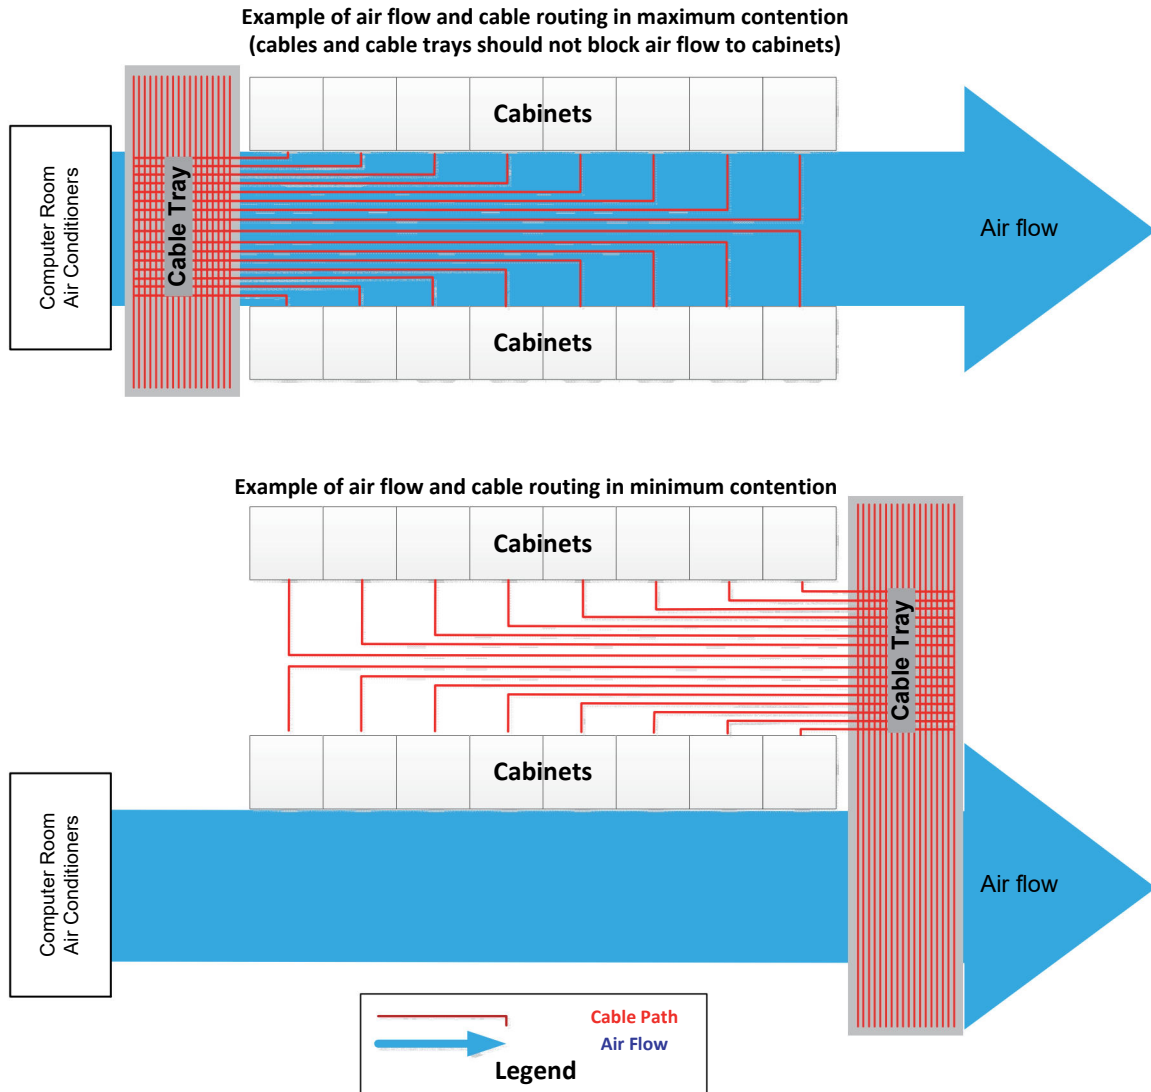 Example of air flow and cable routing in maximum contention
(cables and cable trays should not block air flow to cabinets)
Cabinets
Computer Room
Air Conditioners
Cable Tray
Air flow
Cabinets
Example of air flow and cable routing in minimum contention
Cabinets
Cable Tray
Cabinets
Computer Room
Air Conditioners
Air flow
Cable Path
Air Flow
Legend